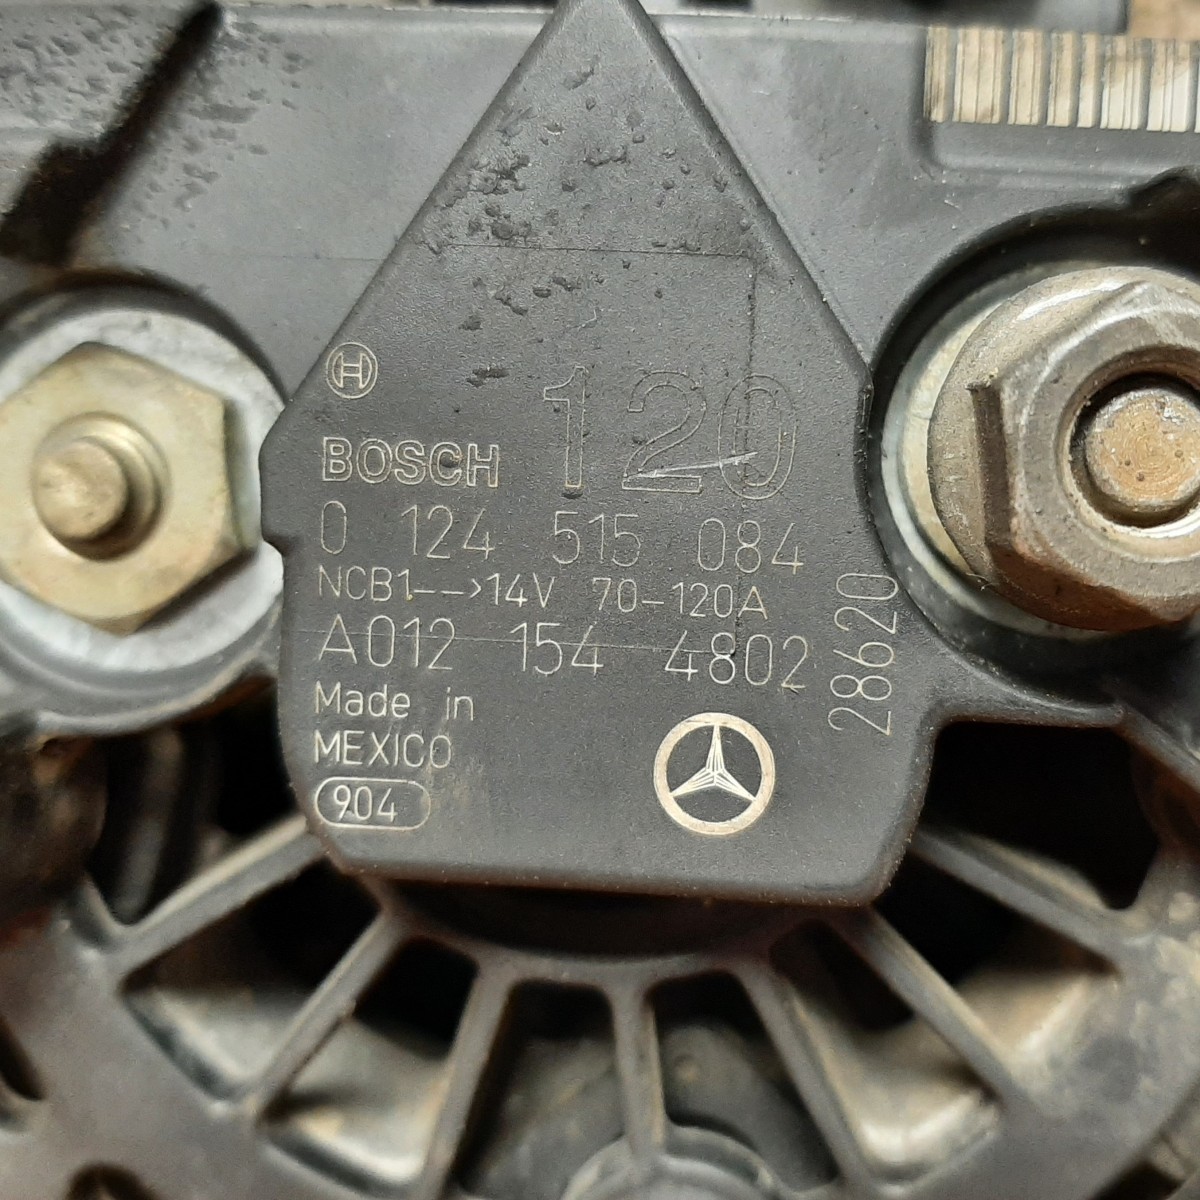 BOSCH 120
0 124 515 084
NCB1-->14V 70-120A
A012 154 4802
Made in
MEXICO
904
28620